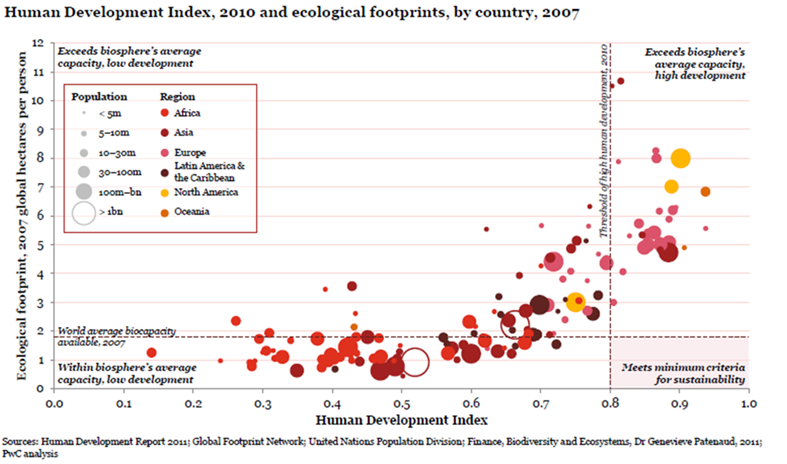 Human Development Index, 2010 and ecological footprints, by country, 2007
Ecological footprint, 2007 global hectares per person
12
11
10
9
8
7
6
5
4
3
2
1
0
Exceeds biosphere's average
capacity, low development
Population
< 5m
5–10m
10–30m
30–100m
100m–bn
> 1bn
Region
Africa
Asia
Europe
Latin America &
the Caribbean
North America
Oceania
Threshold of high human development, 2010
Exceeds biosphere's
average capacity,
high development
World average biocapacity
available, 2007
Within biosphere's average
capacity, low development
Meets minimum criteria
for sustainability
0.0
0.1
0.2
0.3
0.4
0.5
0.6
0.7
0.8
0.9
1.0
Human Development Index
Sources: Human Development Report 2011; Global Footprint Network; United Nations Population Division; Finance, Biodiversity and Ecosystems, Dr Genevieve Patenaud, 2011;
PwC analysis